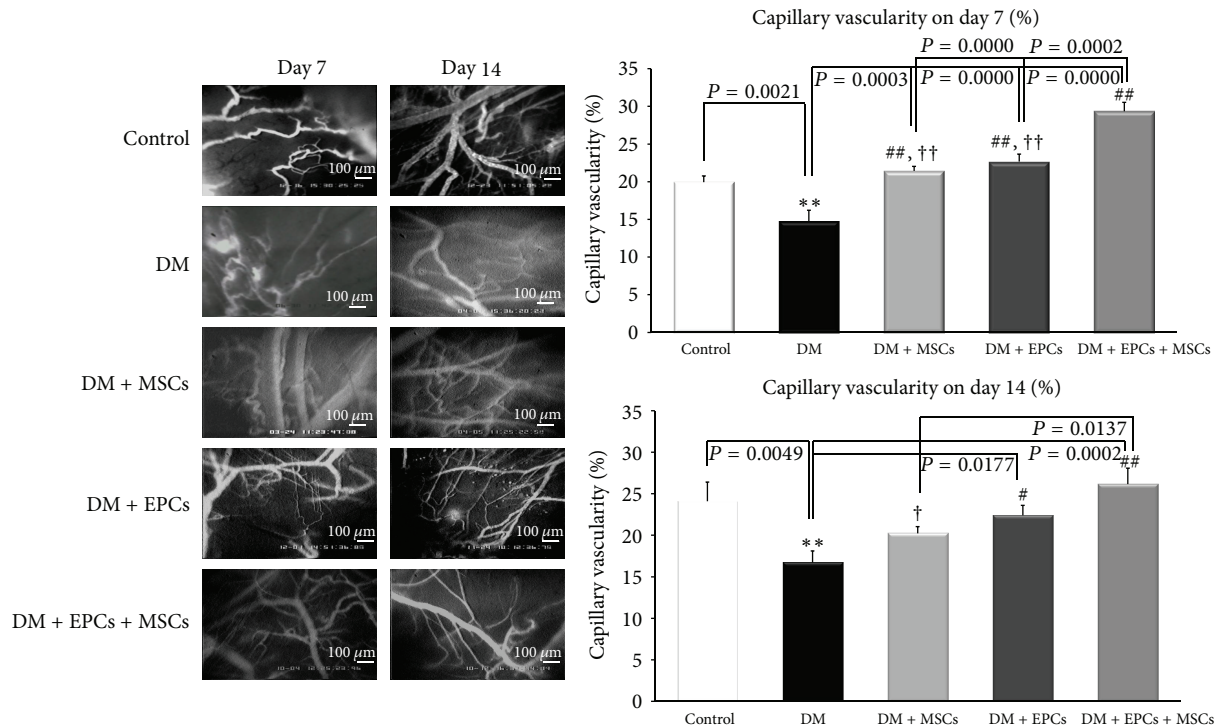 Day 7
Day 14
Control
100 μm
100 μm
DM
100 μm
100 μm
DM + MSCs
100 μm
100 μm
DM + EPCs
100 μm
100 μm
DM + EPCs + MSCs
100 μm
100 μm
Capillary vascularity on day 7 (%)
P = 0.0000
P = 0.0002
P = 0.0003
P = 0.0000
P = 0.0000
P = 0.0021
##
##, ††
##, ††
**
Capillary vascularity (%)
35
30
25
20
15
10
5
0
Control
DM
DM + MSCs
DM + EPCs
DM + EPCs + MSCs
Capillary vascularity on day 14 (%)
P = 0.0137
P = 0.0049
P = 0.0002
P = 0.0177
##
#
†
**
Capillary vascularity (%)
35
30
25
20
15
10
5
0
Control
DM
DM + MSCs
DM + EPCs
DM + EPCs + MSCs